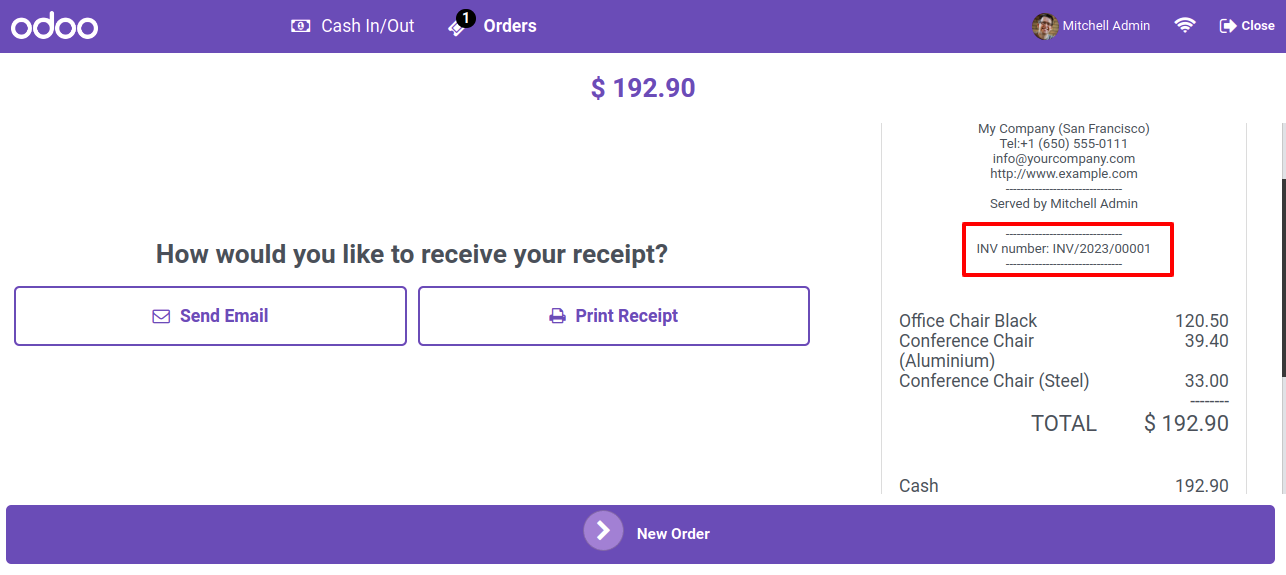 odoo
Cash In/Out
1
Orders
Mitchell Admin
Close
$ 192.90
My Company (San Francisco)
Tel:+1 (650) 555-0111
info@yourcompany.com
http://www.example.com
--------------------------------
Served by Mitchell Admin
--------------------------------
INV number: INV/2023/00001
--------------------------------
How would you like to receive your receipt?
Send Email
Print Receipt
Office Chair Black 120.50
Conference Chair 39.40
(Aluminium)
Conference Chair (Steel) 33.00
--------
TOTAL $ 192.90
Cash 192.90
New Order